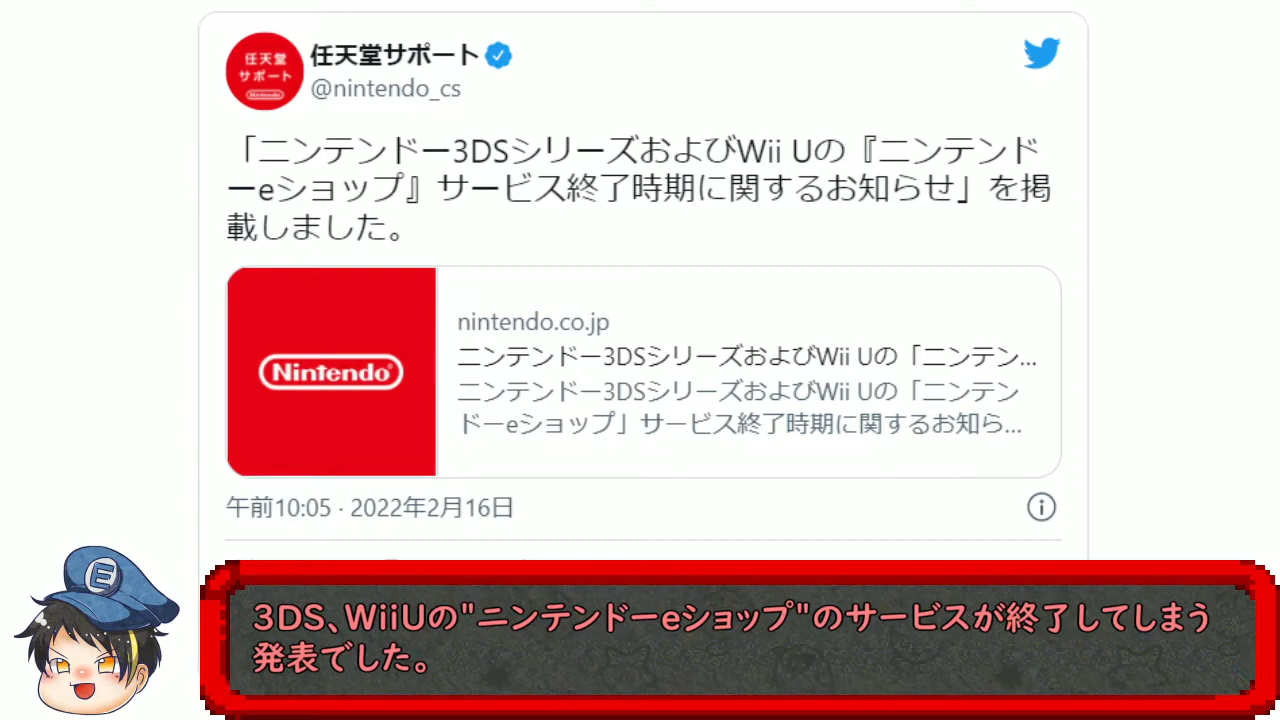 任天堂
サポート
Nintendo
任天堂サポート
@nintendo_cs
「ニンテンドー3DSシリーズおよびWii Uの『ニンテンド
ーeショップ』サービス終了時期に関するお知らせ」を掲
載しました。
Nintendo
nintendo.co.jp
ニンテンドー3DSシリーズおよびWii Uの「ニンテン...
ニンテンドー3DSシリーズおよびWii Uの「ニンテン
ドーeショップ」サービス終了時期に関するお知ら...
午前10:05 · 2022年2月16日
E
3DS、WiiUの"ニンテンドーeショップ"のサービスが終了してしまう
発表でした。